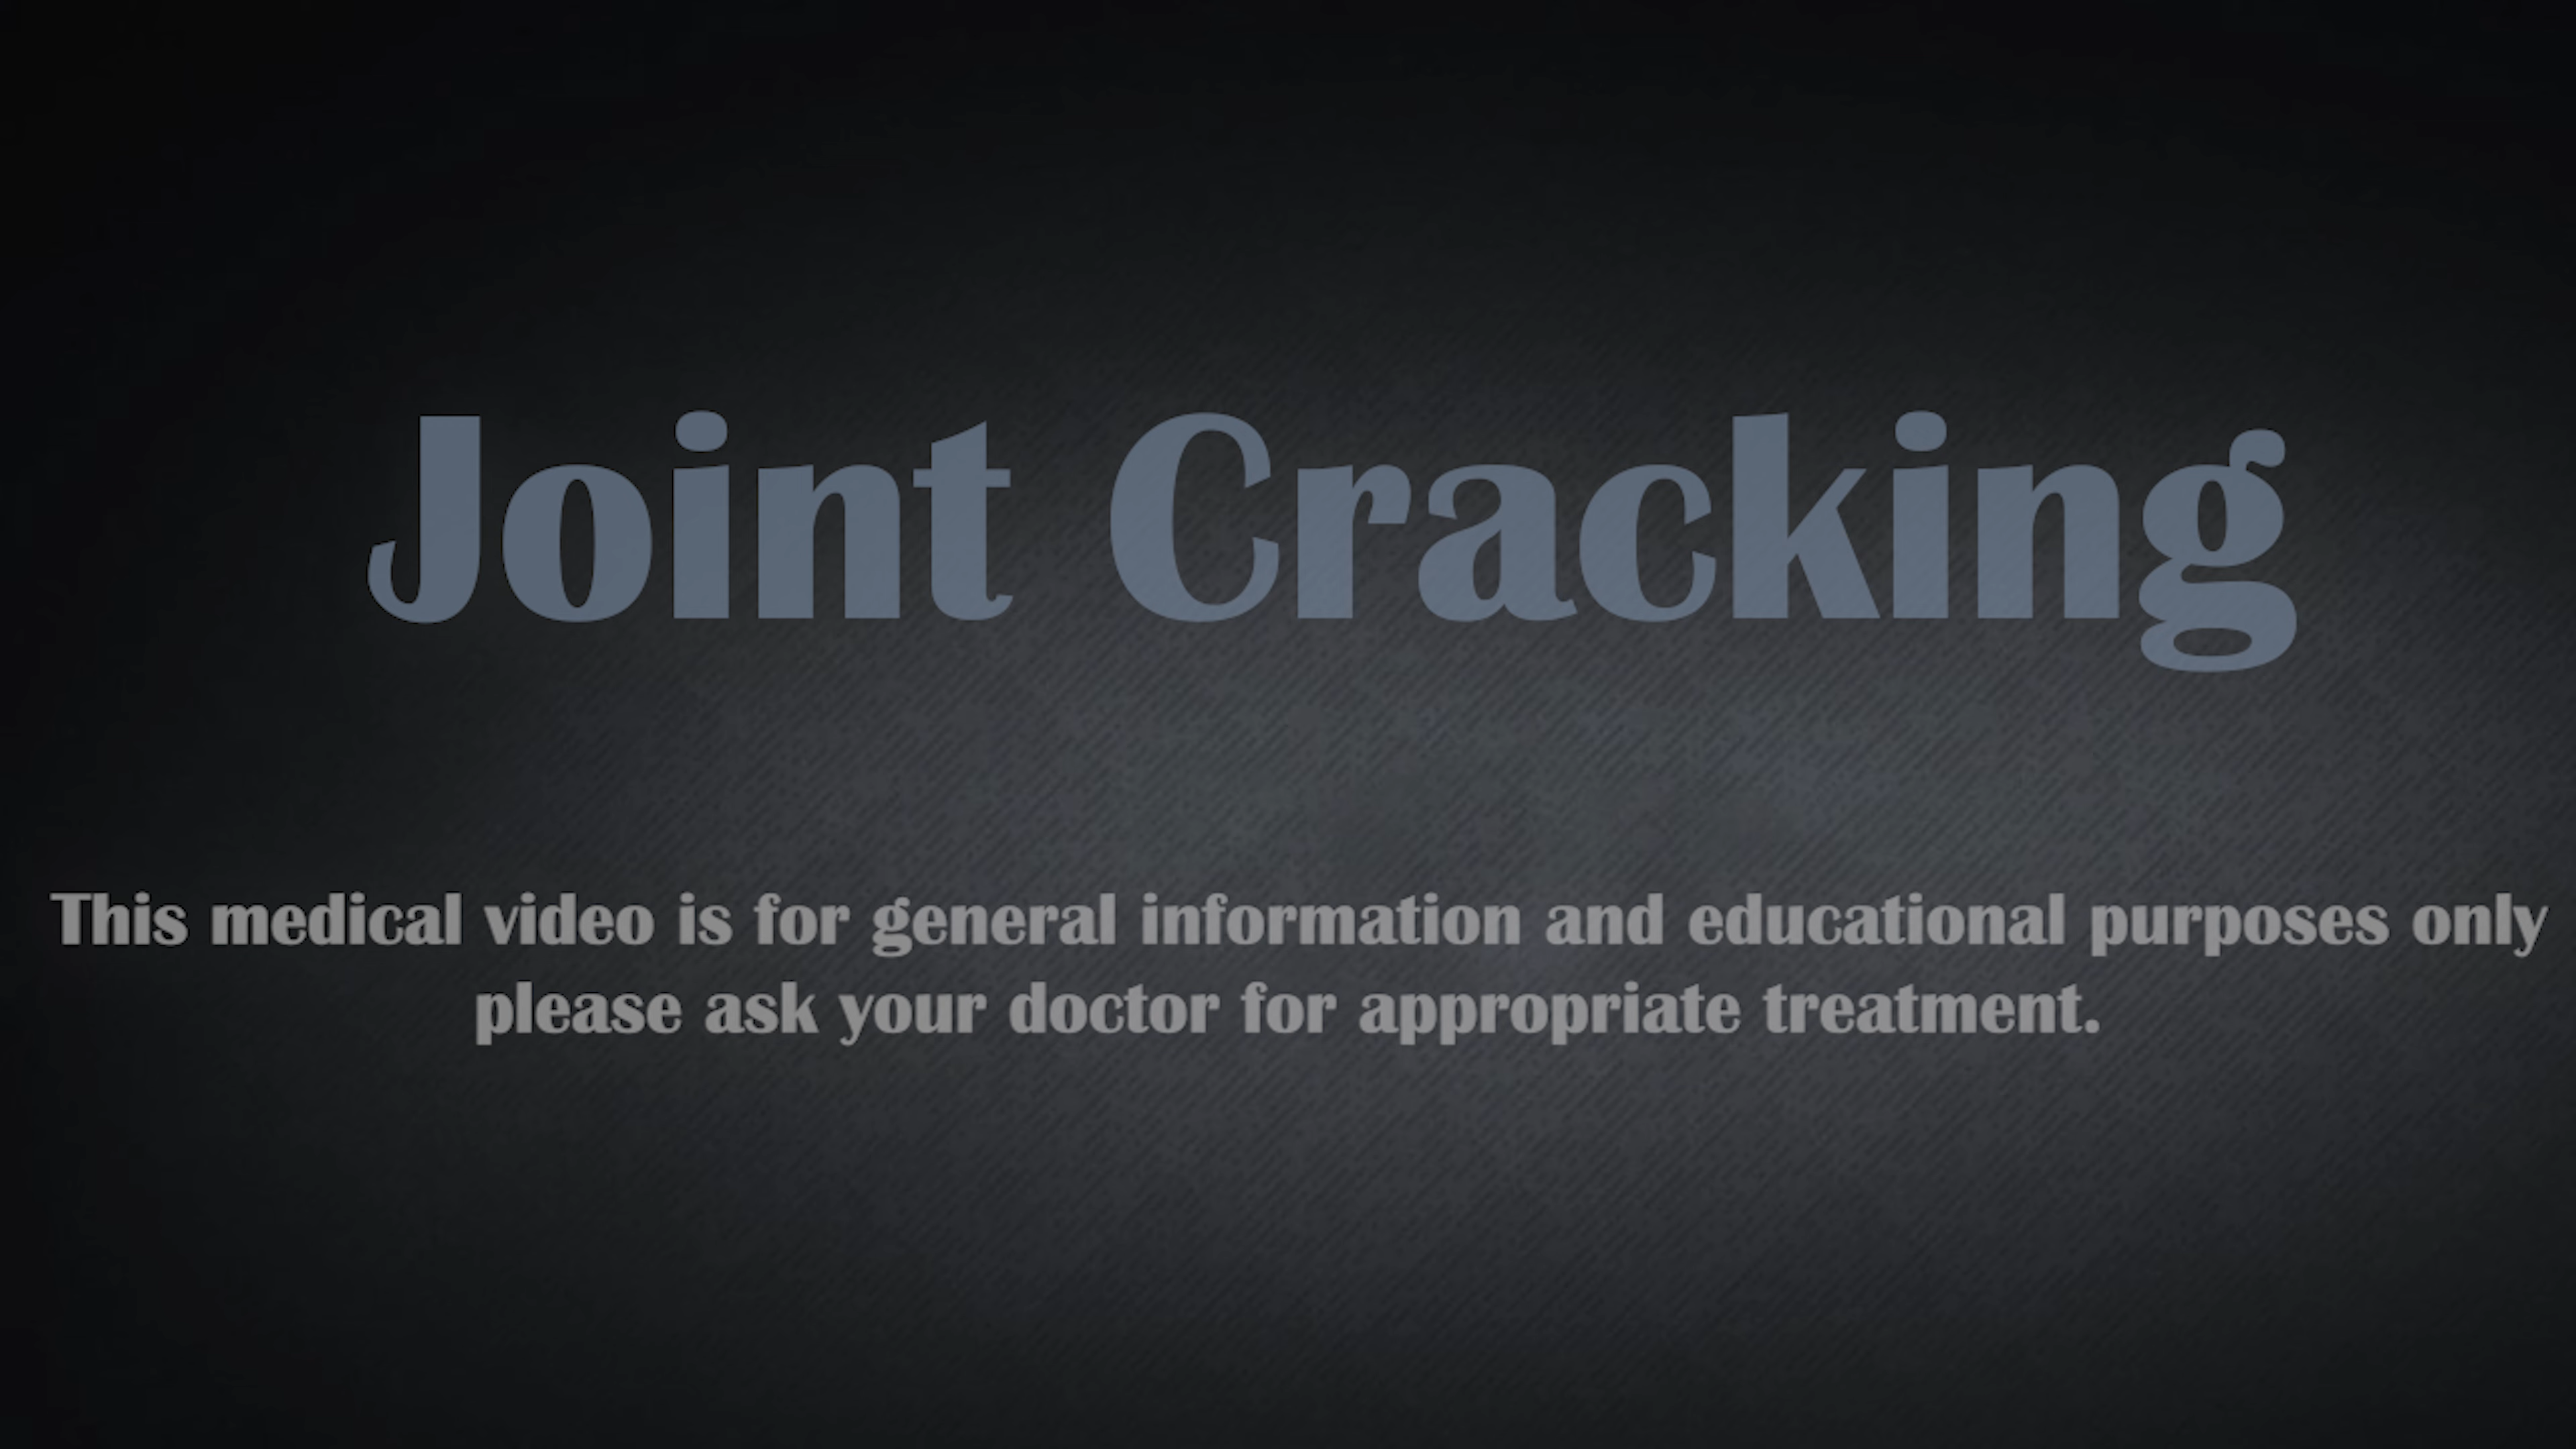 Joint Cracking
This medical video is for general information and educational purposes only
please ask your doctor for appropriate treatment.